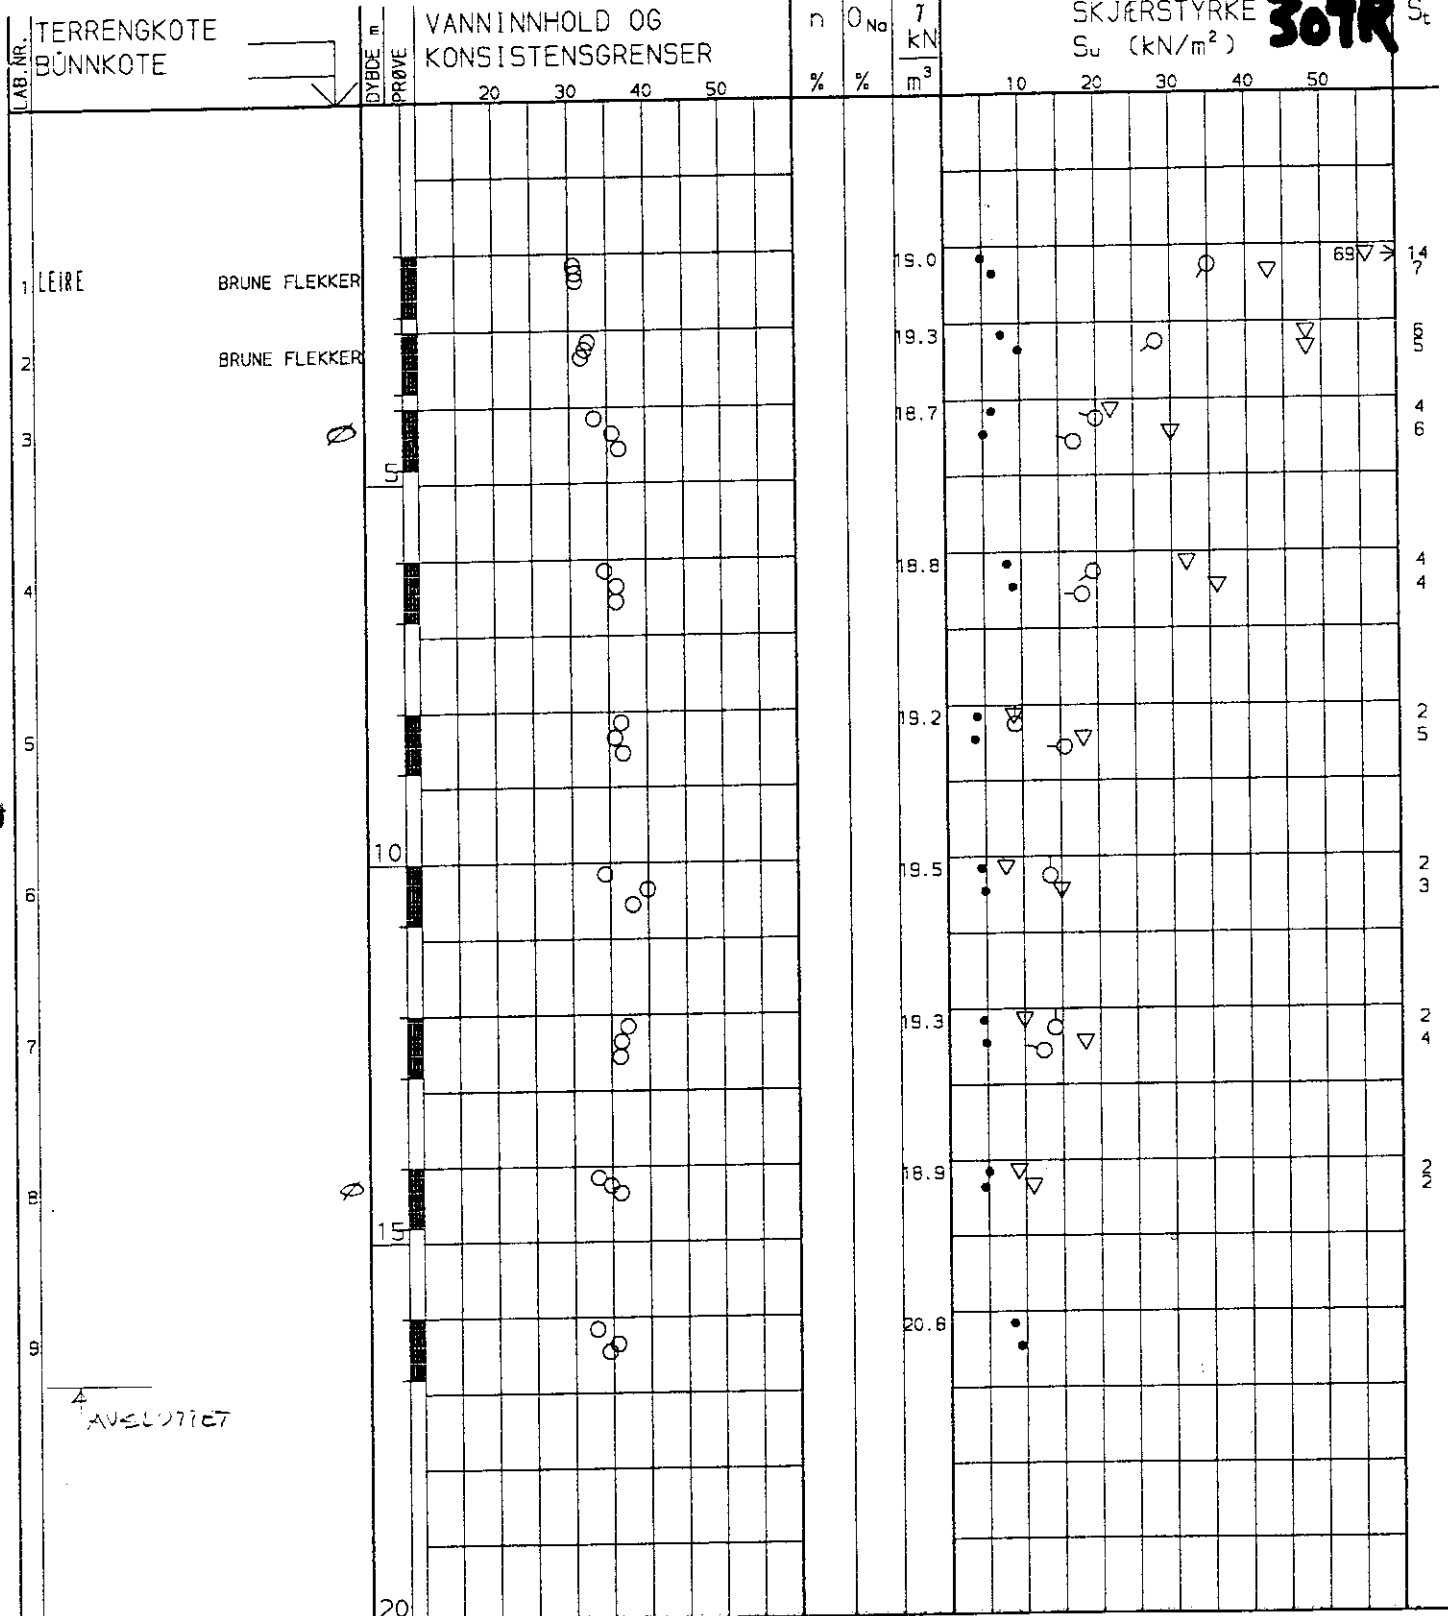 LAB.NR.
TERRENGKOTE
BUNNKOTE
DYBDE m
PRØVE
VANNINNHOLD OG
KONSISTENSGRENSER
20 30 40 50
n
%
O Na
%
γ
kN
m³
SKJÆRSTYRKE 307R
Su (kN/m²)
10 20 30 40 50
St
1 LEIRE BRUNE FLEKKER 19.0 69 14
7
2 BRUNE FLEKKER 19.3 6
5
3 Ø 18.7 4
6
5
4 18.8 4
4
5 19.2 2
5
10
6 19.5 2
3
7 19.3 2
4
8 Ø 18.9 2
2
15
9 20.6
AVSLUTTET
20